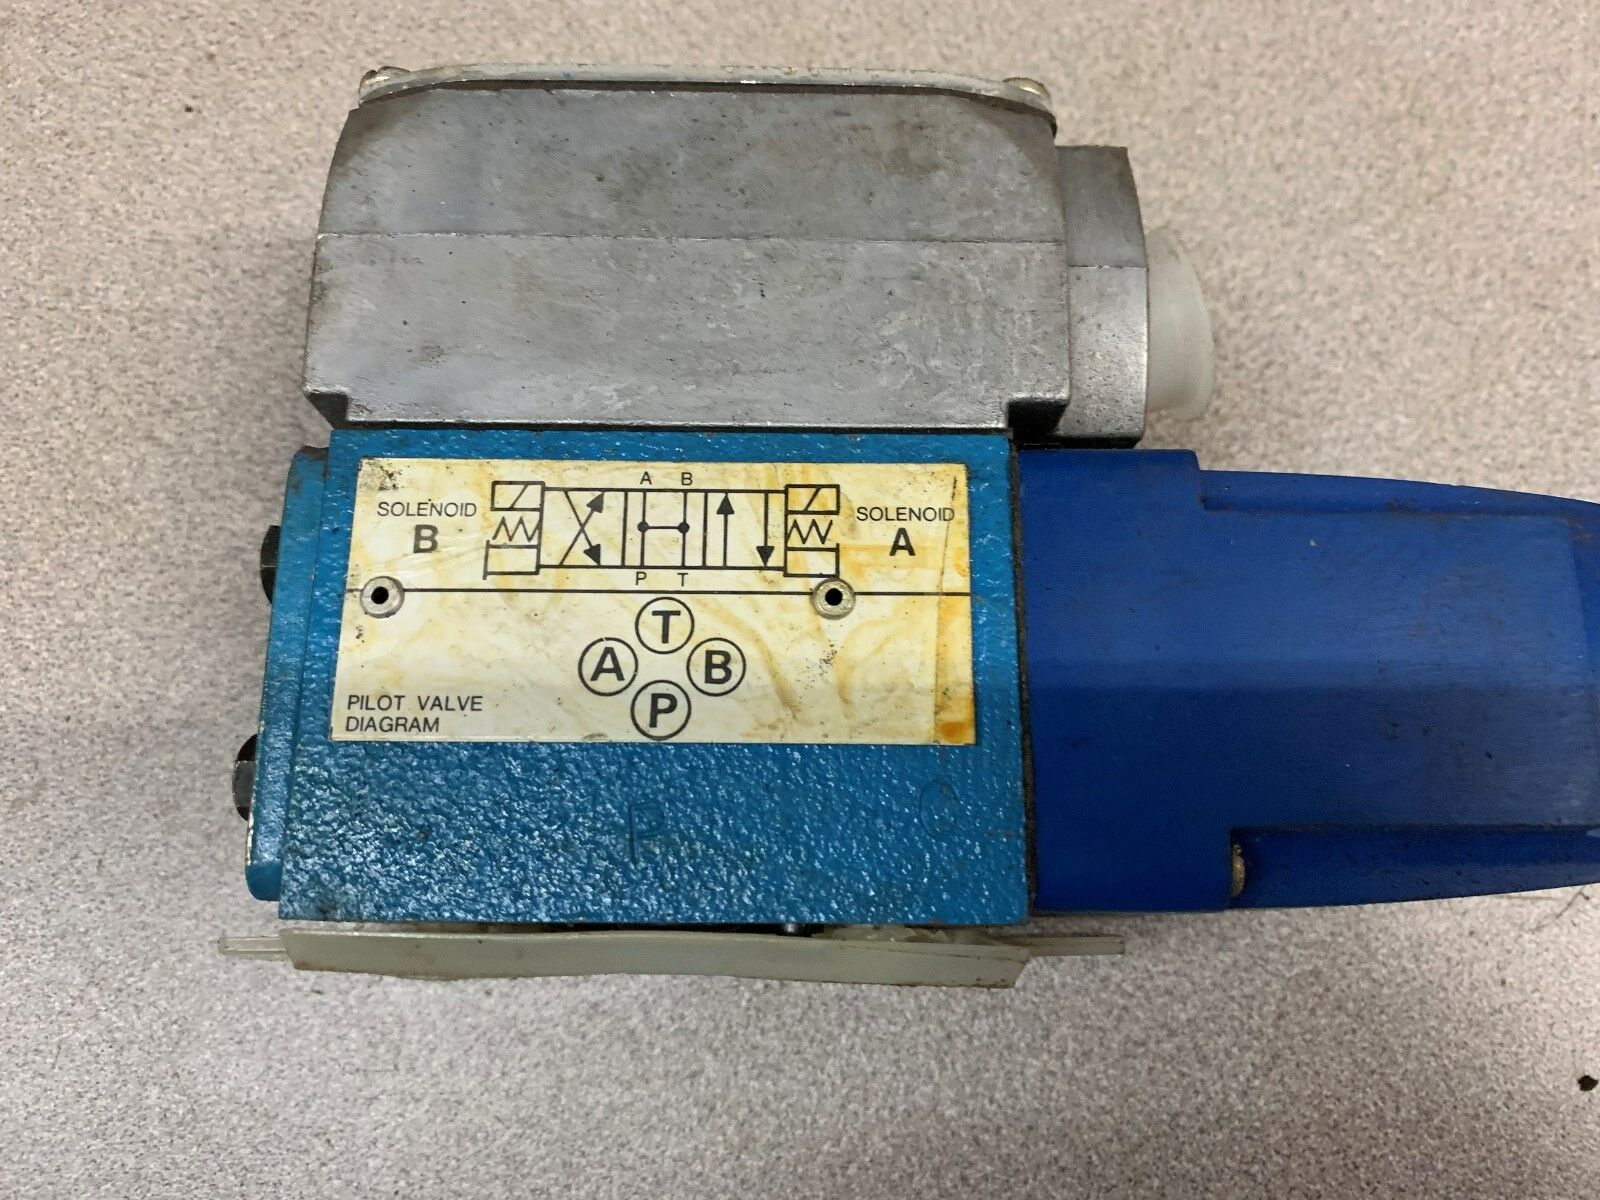 A B
SOLENOID B
SOLENOID A
P T
T
A B
P
PILOT VALVE
DIAGRAM
P C